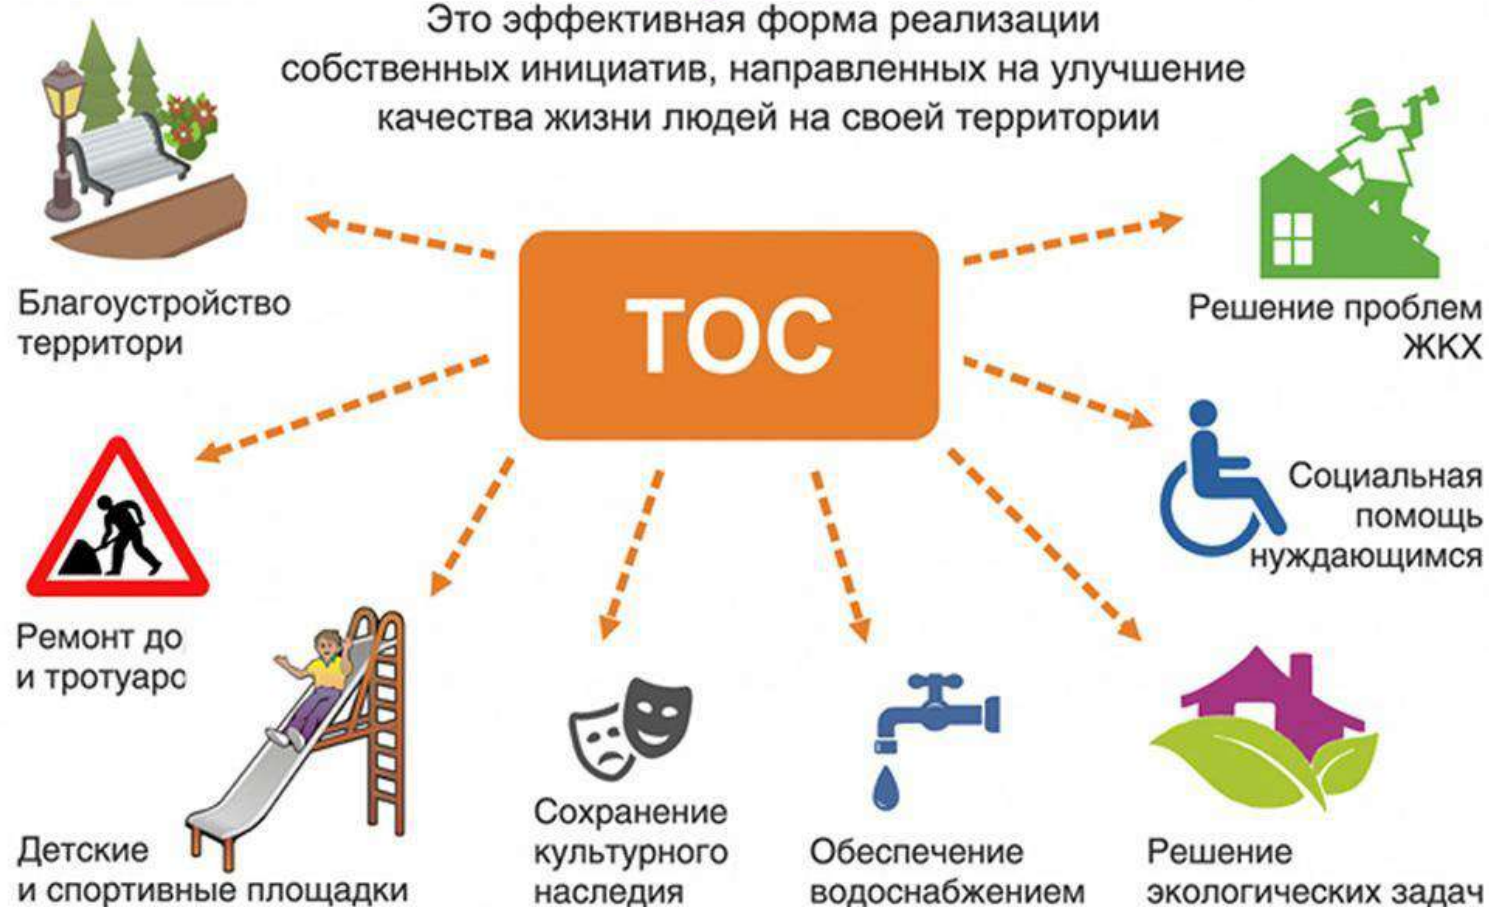 Это эффективная форма реализации
собственных инициатив, направленных на улучшение
качества жизни людей на своей территории
ТОС
Благоустройство
территори
Решение проблем
ЖКХ
Социальная
помощь
нуждающимся
Ремонт до
и тротуаро
Детские
и спортивные площадки
Сохранение
культурного
наследия
Обеспечение
водоснабжением
Решение
экологических задач